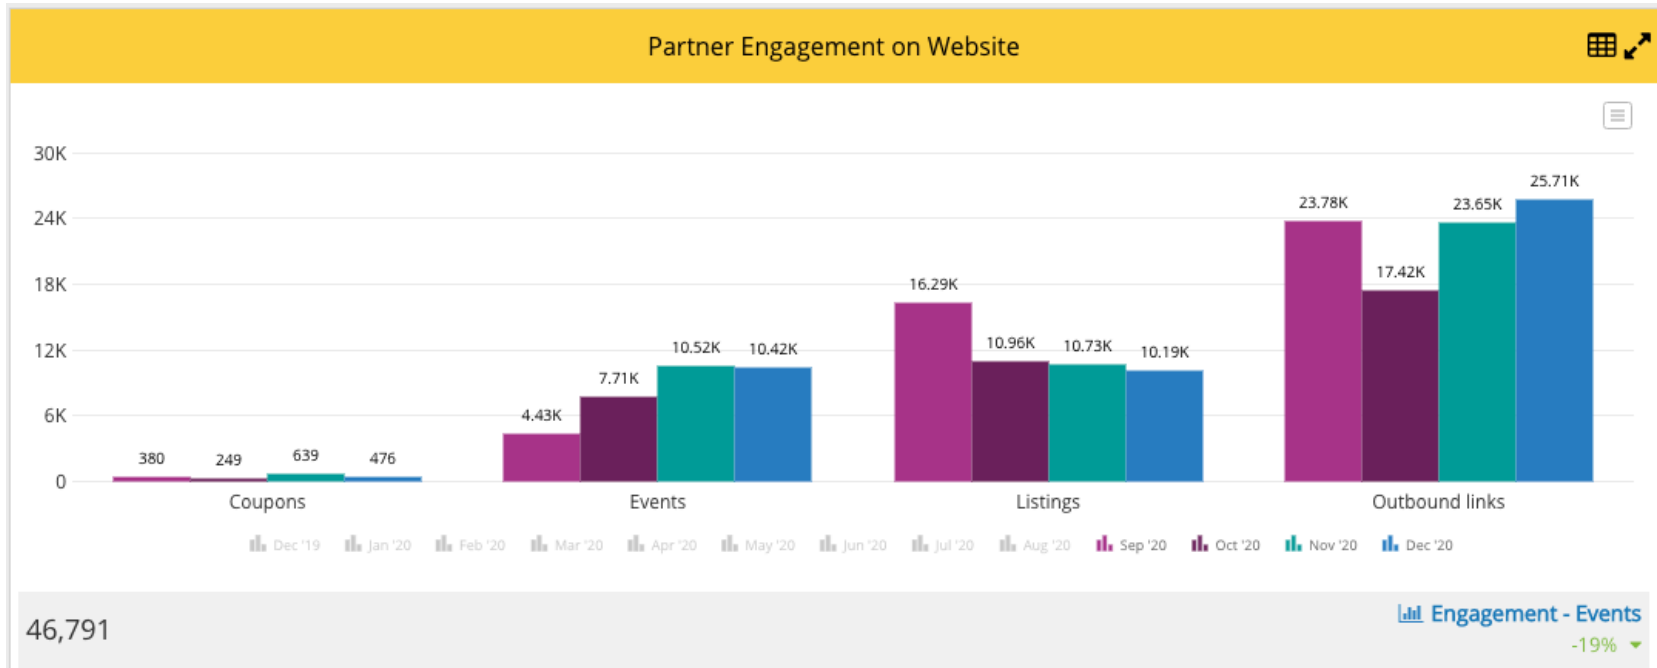 Partner Engagement on Website
30K
24K
18K
12K
6K
0
380
249
639
476
4.43K
7.71K
10.52K
10.42K
16.29K
10.96K
10.73K
10.19K
23.78K
17.42K
23.65K
25.71K
Coupons
Events
Listings
Outbound links
Dec '19 Jan '20 Feb '20 Mar '20 Apr '20 May '20 Jun '20 Jul '20 Aug '20 Sep '20 Oct '20 Nov '20 Dec '20
46,791
Engagement - Events
-19%